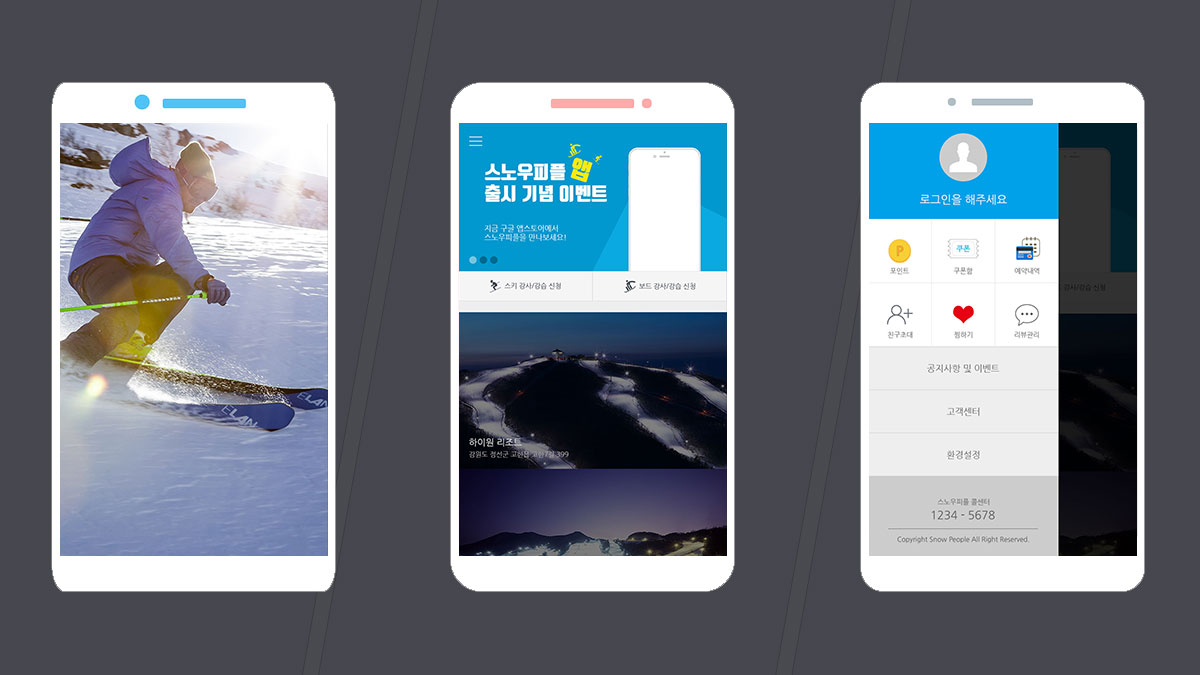 ELAN
ELAN
스노우피플 앱
출시 기념 이벤트
지금 구글 앱스토어에서
스노우피플을 만나보세요!
스키 강사/강습 신청
보드 강사/강습 신청
하이원 리조트
강원도 정선군 고한읍 고한7길 399
로그인을 해주세요
P
쿠폰
포인트
쿠폰함
예약내역
친구초대
찜하기
리뷰관리
강사/강습 신청
공지사항 및 이벤트
고객센터
환경설정
스노우피플 콜센터
1234 - 5678
Copyright Snow People All Right Reserved.